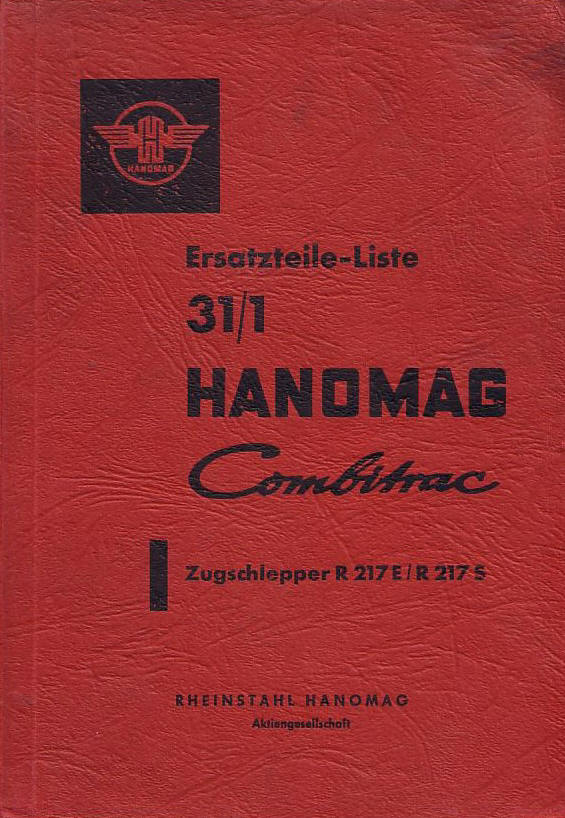 HANOMAG
Ersatzteile-Liste
31/1
HANOMAG
Combitrac
Zugschlepper R 217 E / R 217 S
RHEINSTAHL HANOMAG
Aktiengesellschaft